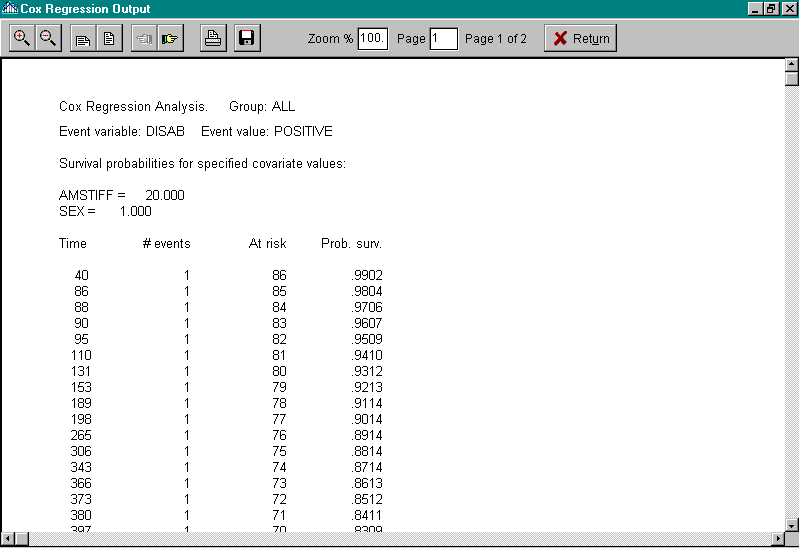 Cox Regression Output
Zoom % 100. Page 1 Page 1 of 2 Return
Cox Regression Analysis. Group: ALL
Event variable: DISAB Event value: POSITIVE
Survival probabilities for specified covariate values:
AMSTIFF = 20.000
SEX = 1.000
Time # events At risk Prob. surv.
40 1 86 .9902
86 1 85 .9804
88 1 84 .9706
90 1 83 .9607
95 1 82 .9509
110 1 81 .9410
131 1 80 .9312
153 1 79 .9213
189 1 78 .9114
198 1 77 .9014
265 1 76 .8914
306 1 75 .8814
343 1 74 .8714
366 1 73 .8613
373 1 72 .8512
380 1 71 .8411
397 1 70 .8309